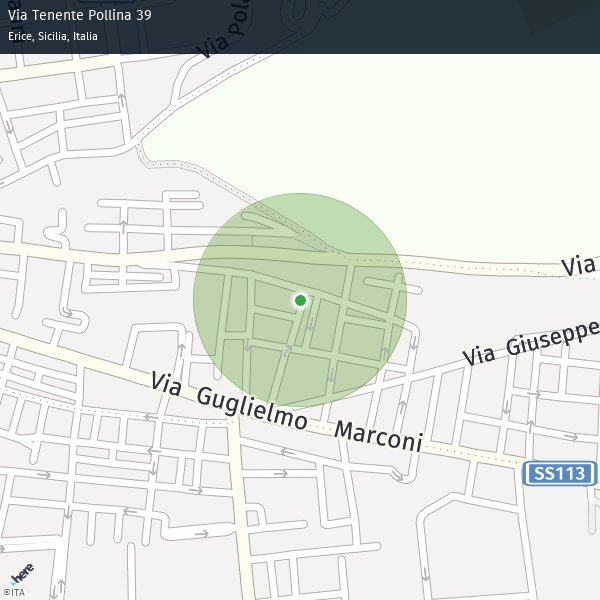 Via Tenente Pollina 39
Erice, Sicilia, Italia
Via Pola
Via
Via Giuseppe
Via Guglielmo Marconi
SS113
here
©ITA